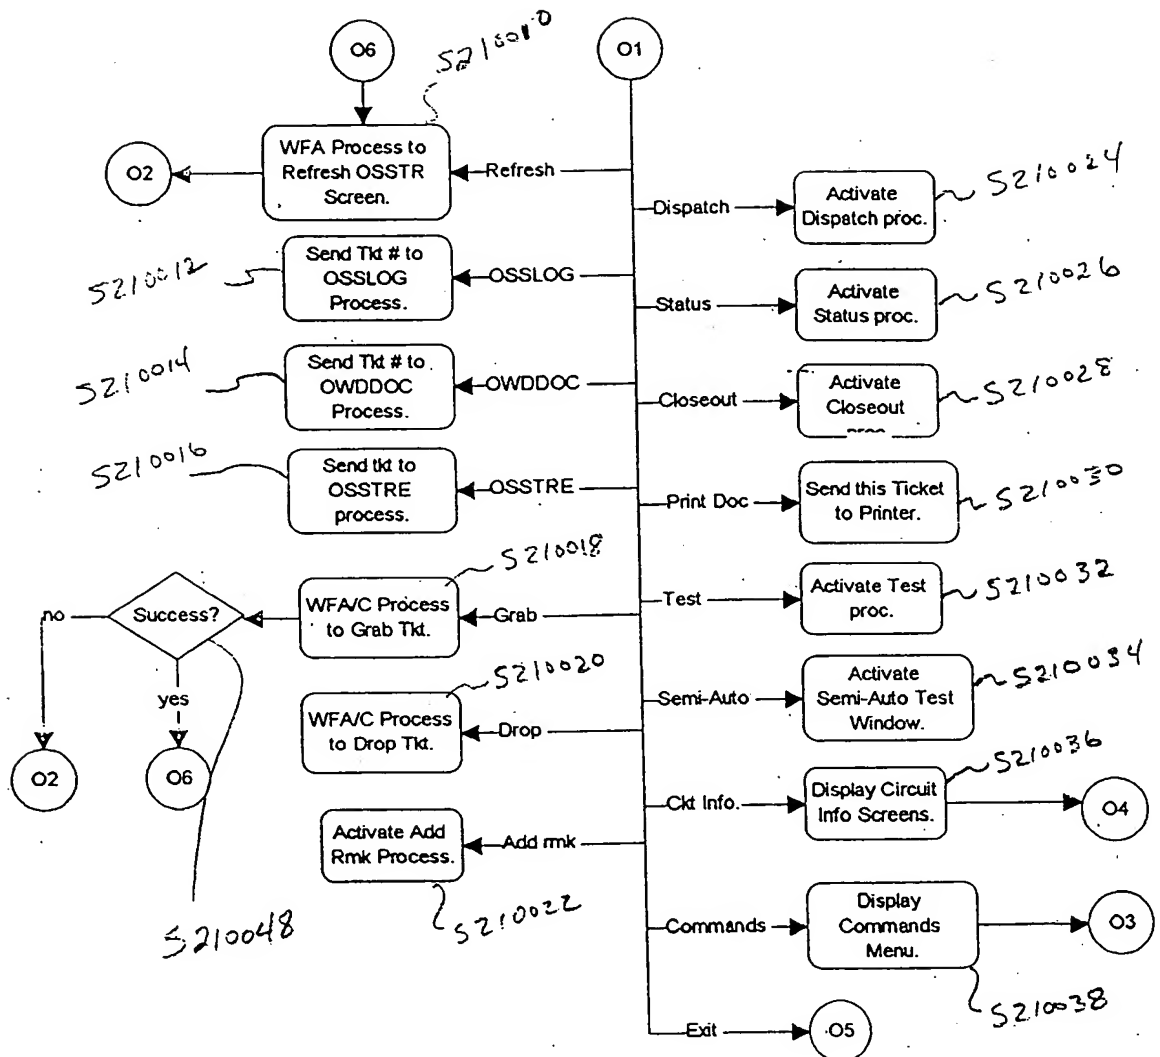 O6
O1
S210010
WFA Process to
Refresh OSSTR
Screen.
O2
Refresh
Dispatch
Activate
Dispatch proc.
S210024
S210012
Send Tkt # to
OSSLOG
Process.
OSSLOG
Status
Activate
Status proc.
S210026
S210014
Send Tkt # to
OWDDOC
Process.
OWDDOC
Closeout
Activate
Closeout
S210028
S210016
Send tkt to
OSSTRE
process.
OSSTRE
Print Doc
Send this Ticket
to Printer.
S210030
S210018
no
Success?
WFA/C Process
to Grab Tkt.
Grab
Test
Activate Test
proc.
S210032
yes
S210020
WFA/C Process
to Drop Tkt.
Drop
Semi-Auto
Activate
Semi-Auto Test
Window.
S210034
O2
O6
Ckt Info.
Display Circuit
Info Screens.
S210036
O4
Activate Add
Rmk Process.
Add rmk
S210022
S210048
Commands
Display
Commands
Menu.
O3
S210038
Exit
O5